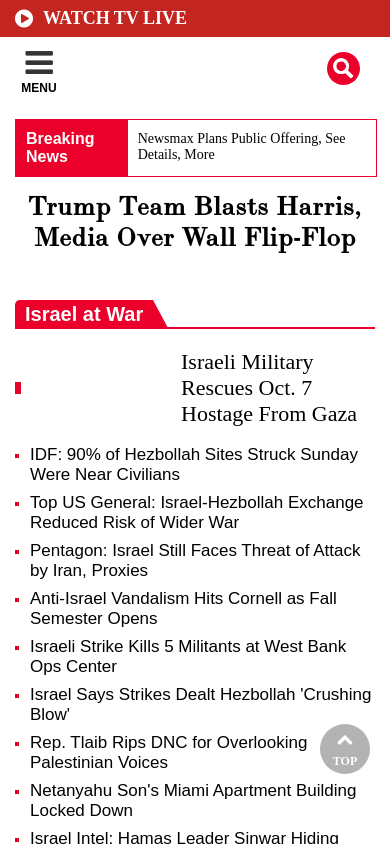 WATCH TV LIVE
MENU
Breaking
News
Newsmax Plans Public Offering, See
Details, More
Trump Team Blasts Harris,
Media Over Wall Flip-Flop
Israel at War
Israeli Military
Rescues Oct. 7
Hostage From Gaza
IDF: 90% of Hezbollah Sites Struck Sunday
Were Near Civilians
Top US General: Israel-Hezbollah Exchange
Reduced Risk of Wider War
Pentagon: Israel Still Faces Threat of Attack
by Iran, Proxies
Anti-Israel Vandalism Hits Cornell as Fall
Semester Opens
Israeli Strike Kills 5 Militants at West Bank
Ops Center
Israel Says Strikes Dealt Hezbollah 'Crushing
Blow'
Rep. Tlaib Rips DNC for Overlooking
Palestinian Voices
TOP
Netanyahu Son's Miami Apartment Building
Locked Down
Israel Intel: Hamas Leader Sinwar Hiding